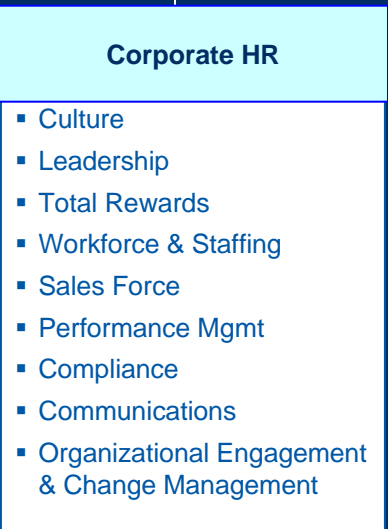 Corporate HR
▪ Culture
▪ Leadership
▪ Total Rewards
▪ Workforce & Staffing
▪ Sales Force
▪ Performance Mgmt
▪ Compliance
▪ Communications
▪ Organizational Engagement
& Change Management